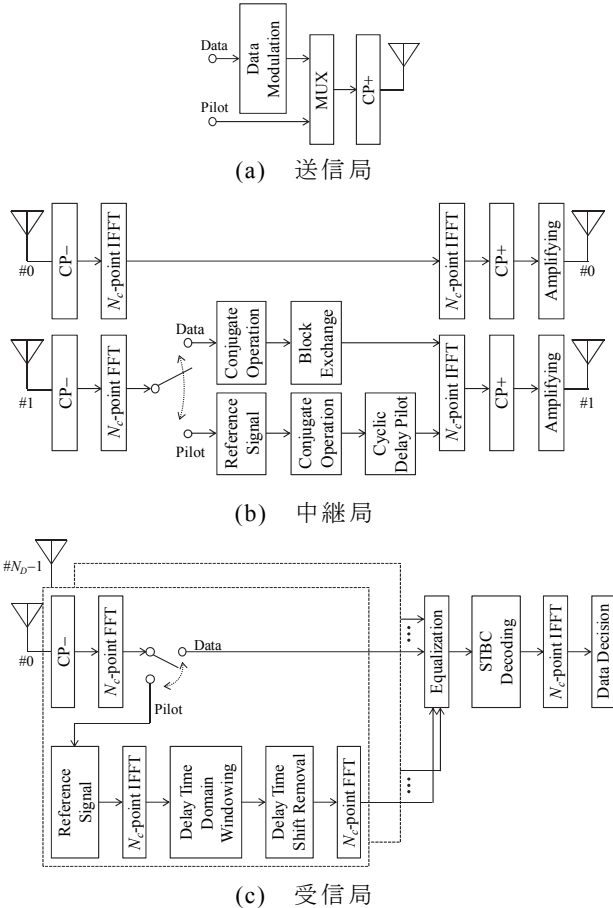 Data
Data
Modulation
Pilot
MUX
CP+
(a) 送信局
#0
CP−
Nc-point IFFT
Nc-point IFFT
CP+
Amplifying
#0
#1
CP−
Nc-point FFT
Data
Conjugate
Operation
Block
Exchange
Pilot
Reference
Signal
Conjugate
Operation
Cyclic
Delay Pilot
Nc-point IFFT
CP+
Amplifying
#1
(b) 中継局
#ND−1
#0
CP−
Nc-point FFT
Data
Pilot
Reference
Signal
Nc-point IFFT
Delay Time
Domain
Windowing
Delay Time
Shift Removal
Nc-point FFT
...
...
Equalization
STBC
Decoding
Nc-point IFFT
Data Decision
(c) 受信局